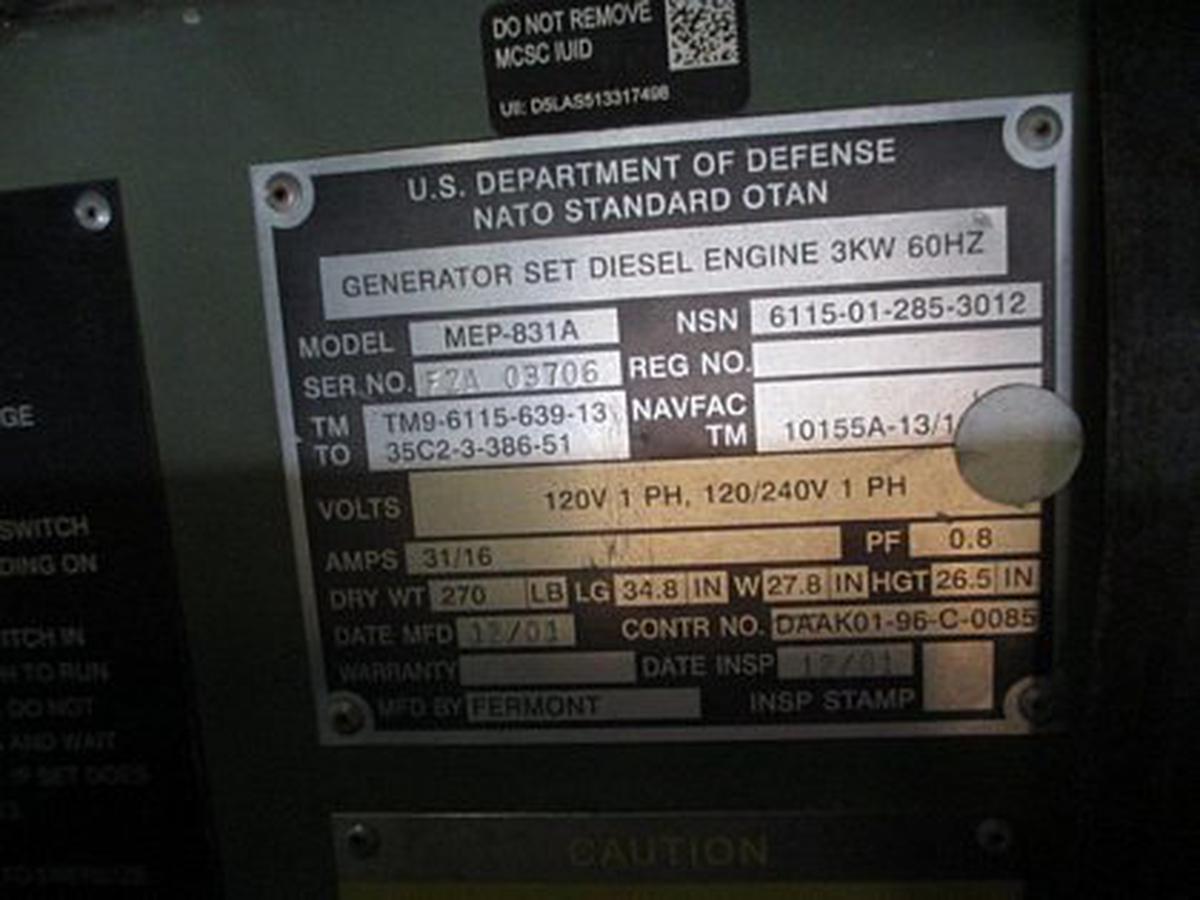 DO NOT REMOVE
MCSC IUID
UII: D5LAS513317498
U.S. DEPARTMENT OF DEFENSE
NATO STANDARD OTAN
GENERATOR SET DIESEL ENGINE 3KW 60HZ
MODEL MEP-831A NSN 6115-01-285-3012
SER NO. FZA 03706 REG NO.
TM TM9-6115-639-13 NAVFAC
TO 35C2-3-386-51 TM 10155A-13/1
VOLTS 120V 1 PH, 120/240V 1 PH
AMPS 31/16 PF 0.8
DRY WT 270 LB LG 34.8 IN W 27.8 IN HGT 26.5 IN
DATE MFD 12/01 CONTR NO. DAAK01-96-C-0085
WARRANTY DATE INSP 12/01
MFD BY FERMONT INSP STAMP
CAUTION
GE
SWITCH
DING ON
ITCH IN
TO RUN
DO NOT
AND WAIT
IF SET DOES